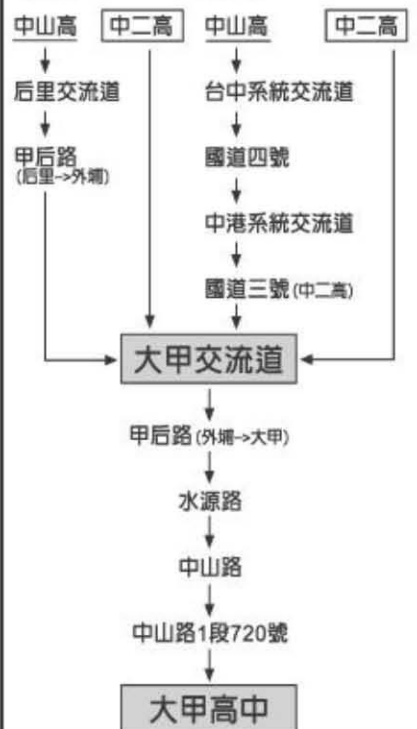 中山高
中二高
中山高
中二高
后里交流道
台中系統交流道
甲后路
(后里->外埔)
國道四號
中港系統交流道
國道三號(中二高)
大甲交流道
甲后路(外埔->大甲)
水源路
中山路
中山路1段720號
大甲高中